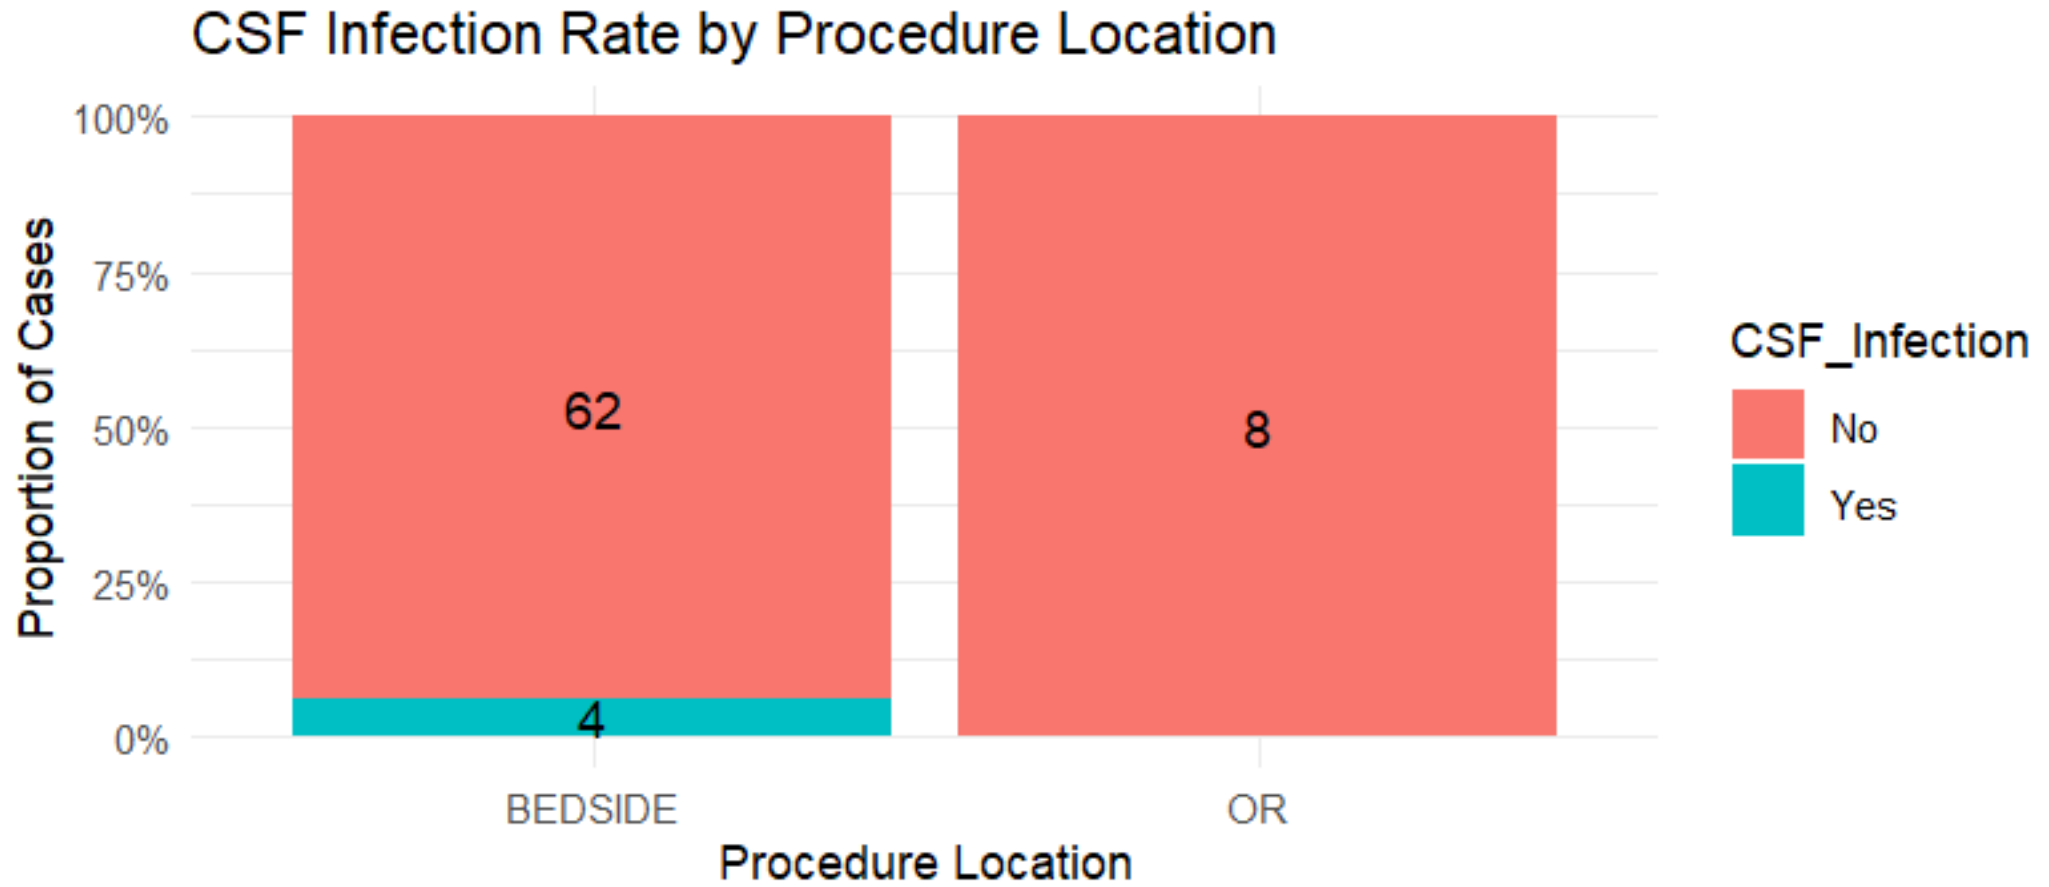 CSF Infection Rate by Procedure Location
Proportion of Cases
100%
75%
50%
25%
0%
62
4
8
BEDSIDE
OR
Procedure Location
CSF_Infection
No
Yes